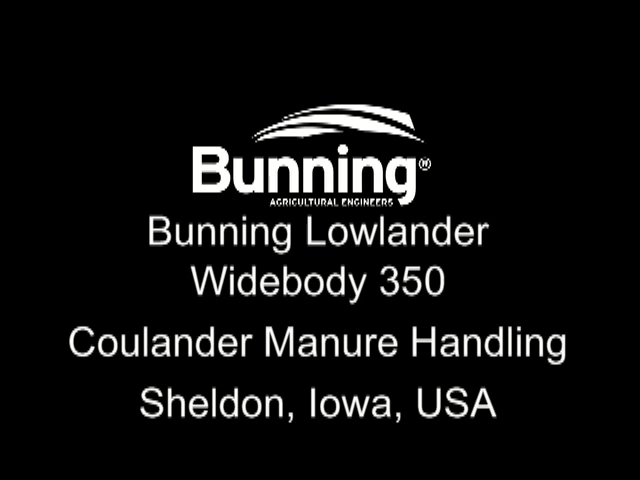 Bunning®
AGRICULTURAL ENGINEERS
Bunning Lowlander
Widebody 350
Coulander Manure Handling
Sheldon, Iowa, USA